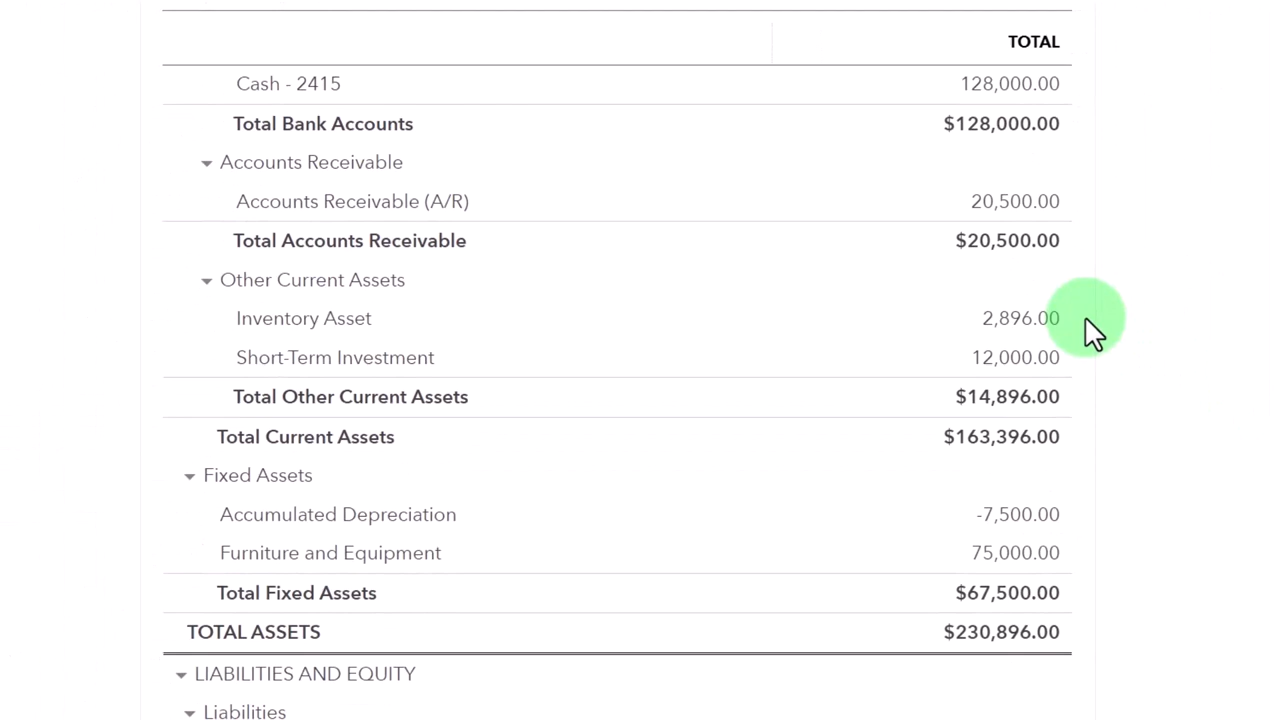 TOTAL
Cash - 2415 128,000.00
Total Bank Accounts $128,000.00
Accounts Receivable
Accounts Receivable (A/R) 20,500.00
Total Accounts Receivable $20,500.00
Other Current Assets
Inventory Asset 2,896.00
Short-Term Investment 12,000.00
Total Other Current Assets $14,896.00
Total Current Assets $163,396.00
Fixed Assets
Accumulated Depreciation -7,500.00
Furniture and Equipment 75,000.00
Total Fixed Assets $67,500.00
TOTAL ASSETS $230,896.00
LIABILITIES AND EQUITY
Liabilities